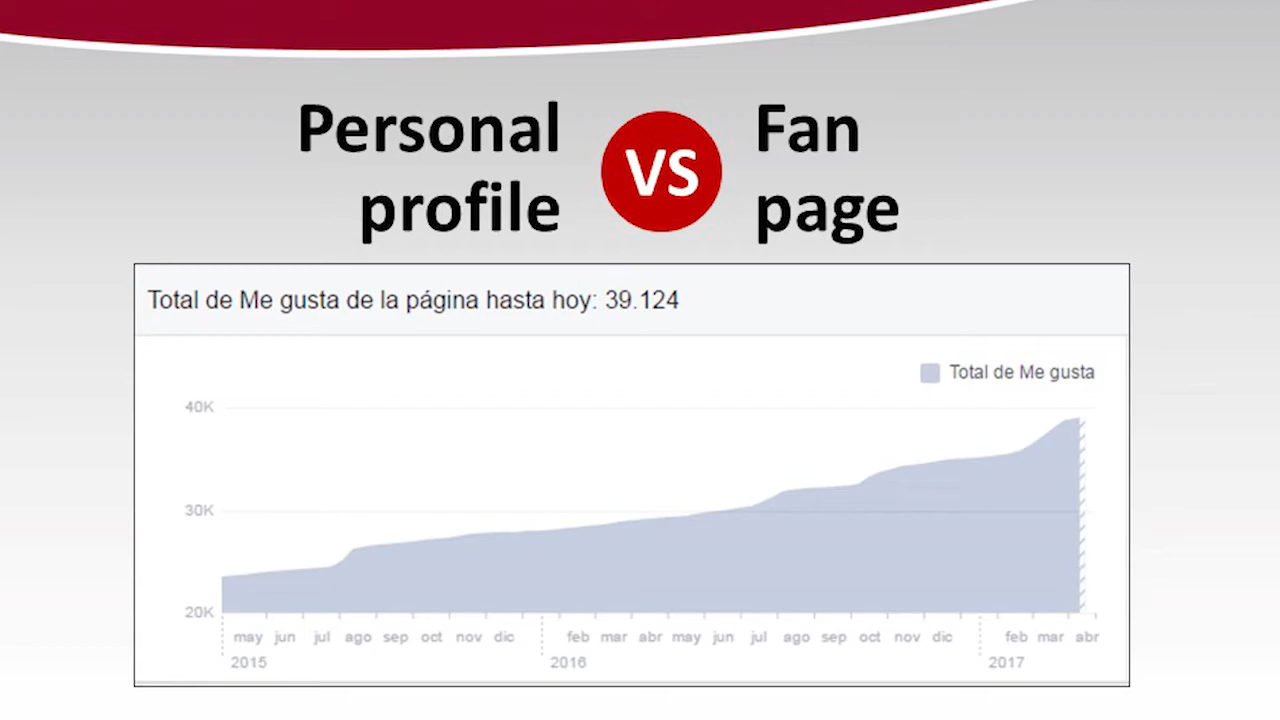 Personal profile
VS
Fan page
Total de Me gusta de la página hasta hoy: 39.124
Total de Me gusta
40K
30K
20K
may jun jul ago sep oct nov dic feb mar abr may jun jul ago sep oct nov dic feb mar abr
2015 2016 2017